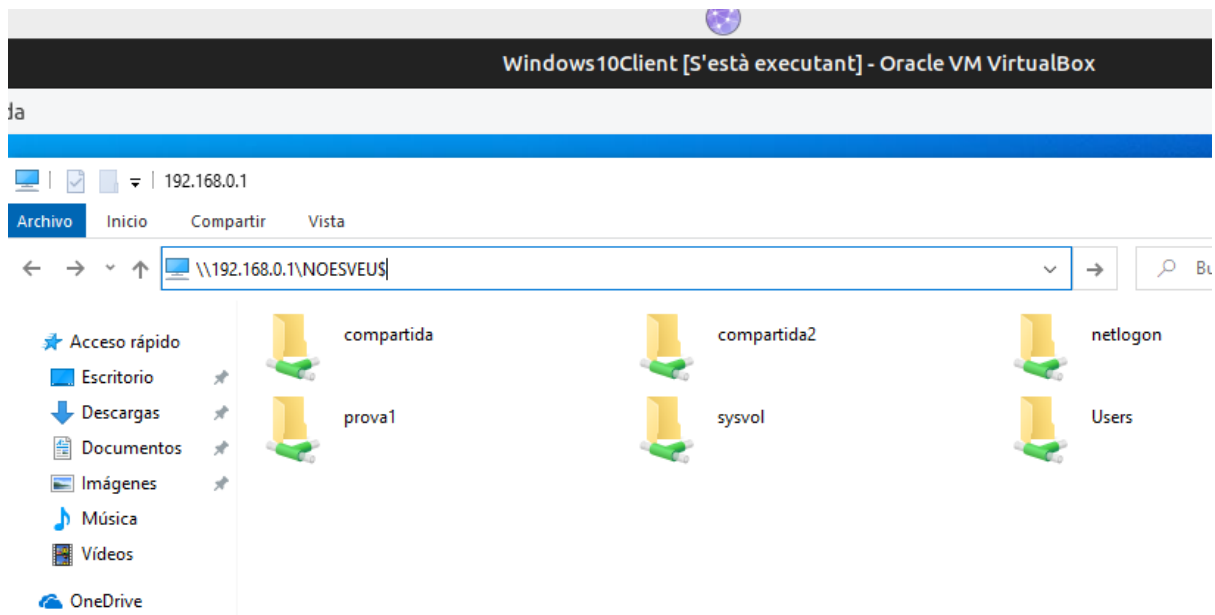 Windows10Client [S'està executant] - Oracle VM VirtualBox
da
192.168.0.1
Archivo Inicio Compartir Vista
\\192.168.0.1\NOESVEU$
Bu
Acceso rápido
Escritorio
Descargas
Documentos
Imágenes
Música
Vídeos
OneDrive
compartida compartida2 netlogon
prova1 sysvol Users